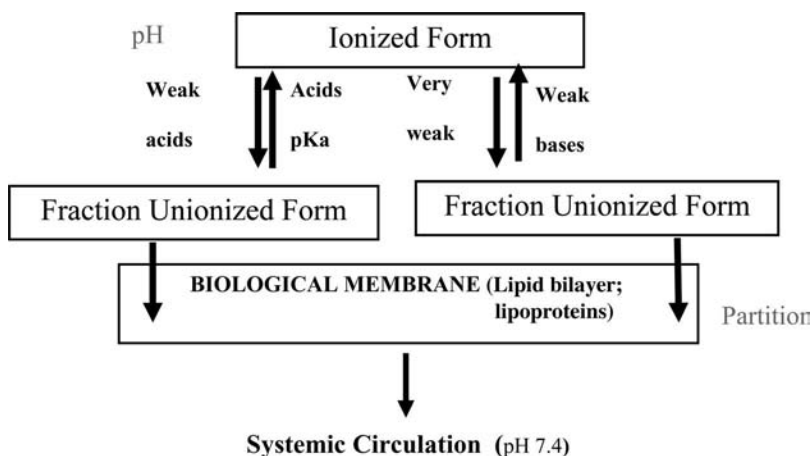 pH
Ionized Form
Weak
acids
Acids
pKa
Very
weak
Weak
bases
Fraction Unionized Form
Fraction Unionized Form
BIOLOGICAL MEMBRANE (Lipid bilayer;
lipoproteins)
Partition
Systemic Circulation (pH 7.4)